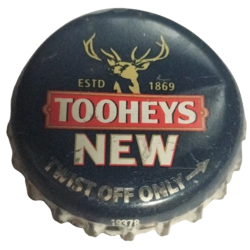 ESTD 1869
TOOHEYS
NEW
TWIST OFF ONLY